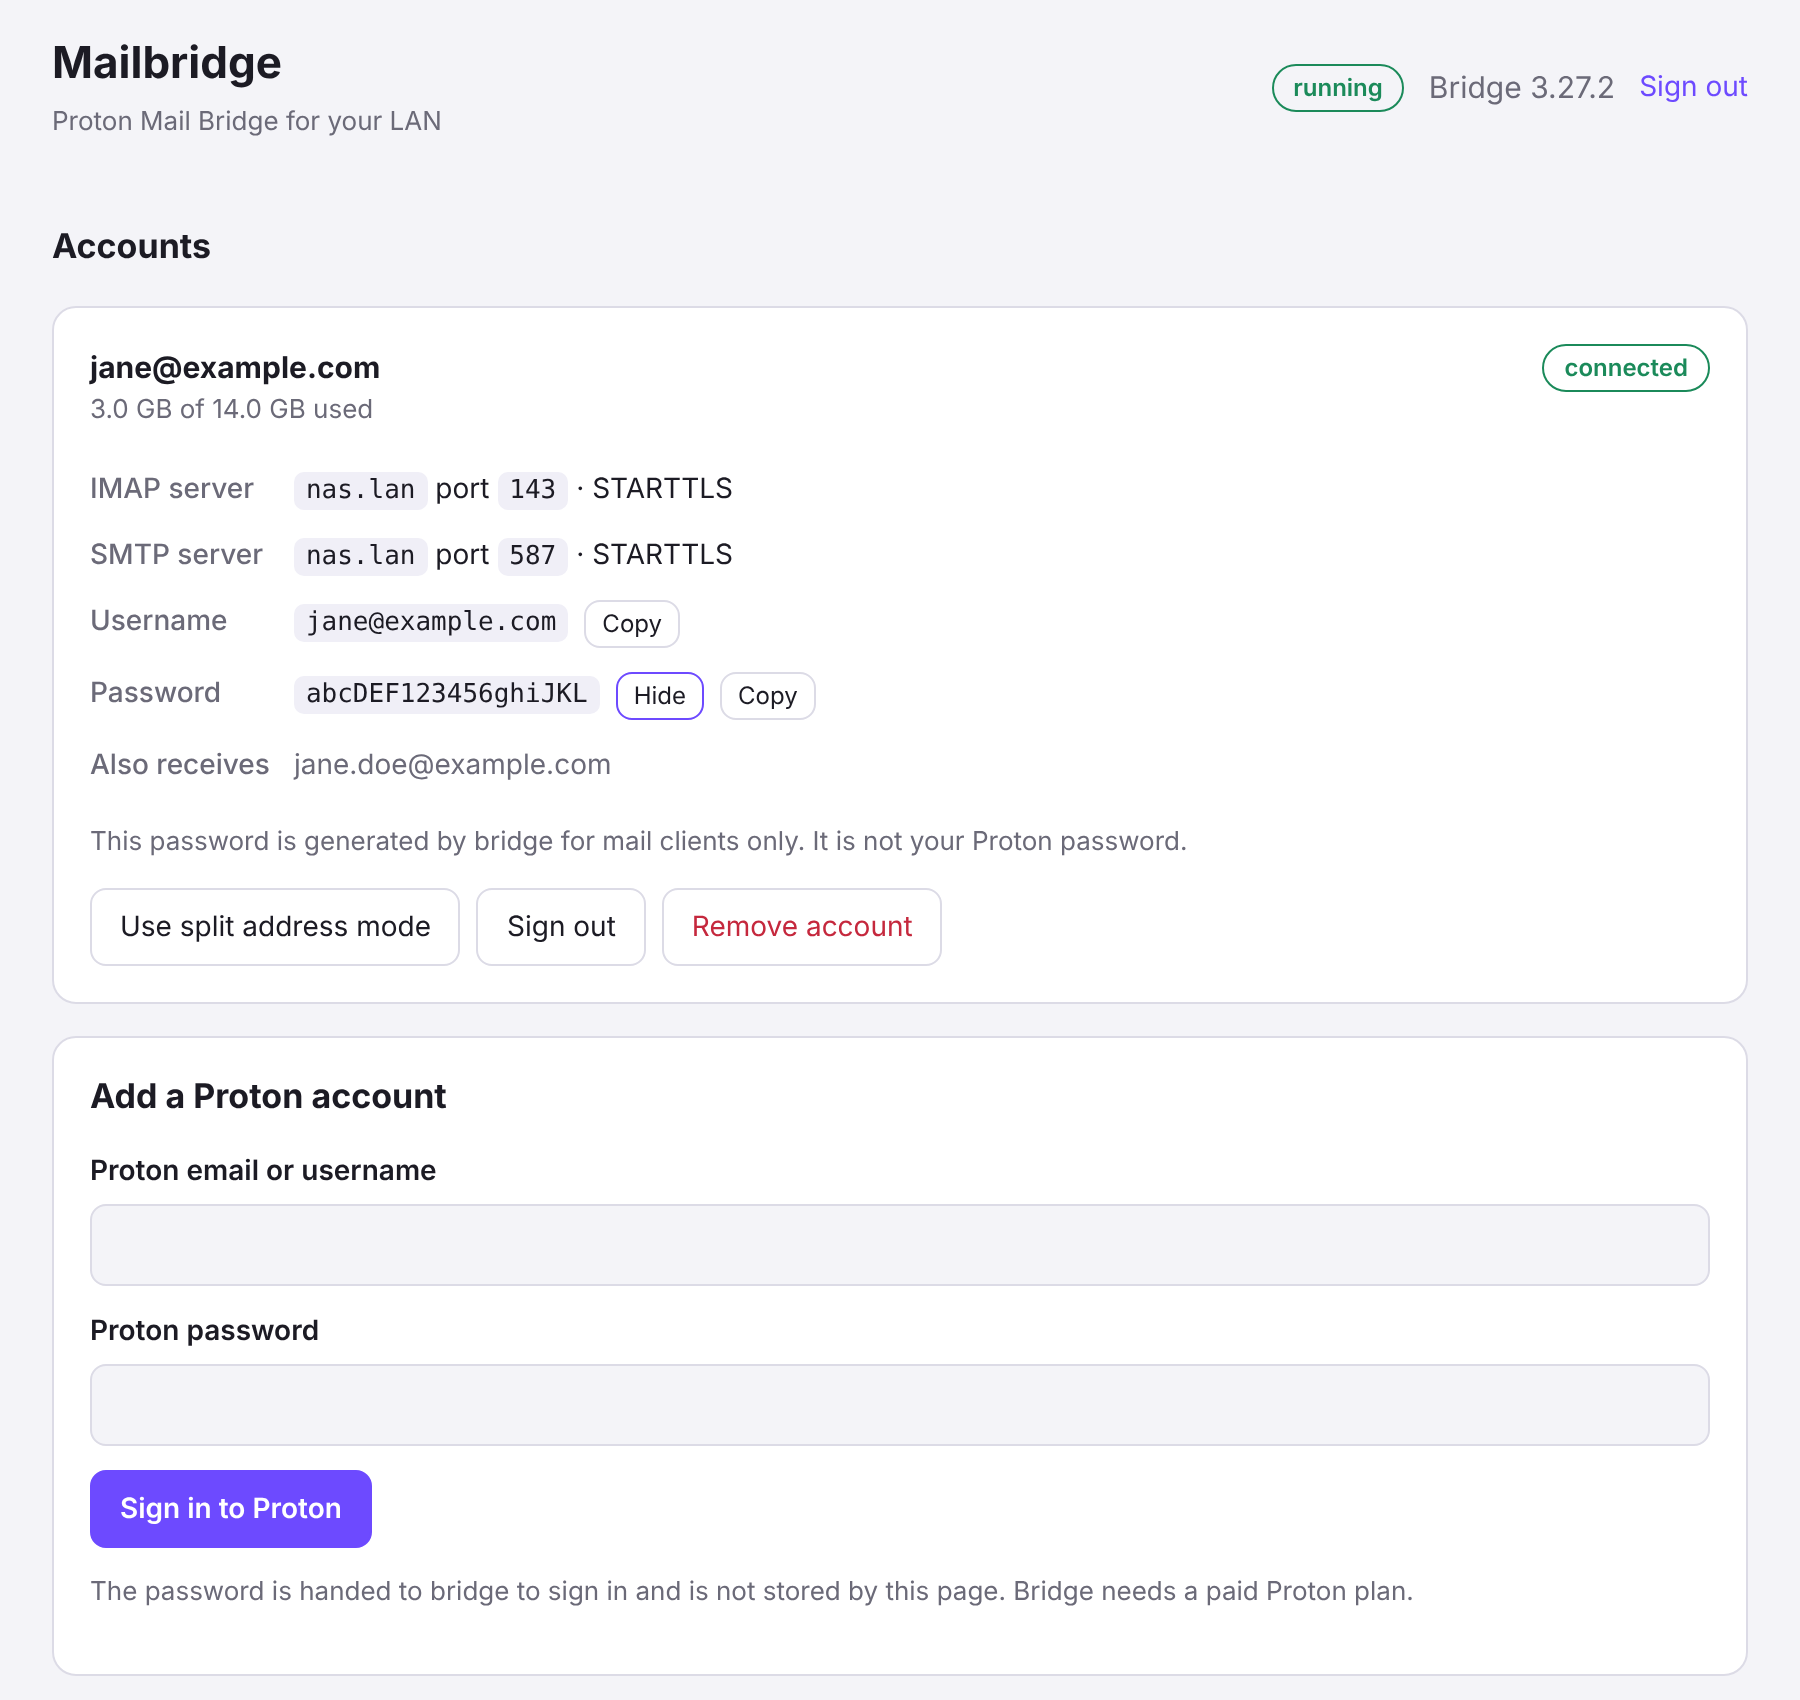 Mailbridge
Proton Mail Bridge for your LAN
running Bridge 3.27.2 Sign out
Accounts
jane@example.com connected
3.0 GB of 14.0 GB used
IMAP server nas.lan port 143 · STARTTLS
SMTP server nas.lan port 587 · STARTTLS
Username jane@example.com Copy
Password abcDEF123456ghiJKL Hide Copy
Also receives jane.doe@example.com
This password is generated by bridge for mail clients only. It is not your Proton password.
Use split address mode Sign out Remove account
Add a Proton account
Proton email or username
Proton password
Sign in to Proton
The password is handed to bridge to sign in and is not stored by this page. Bridge needs a paid Proton plan.